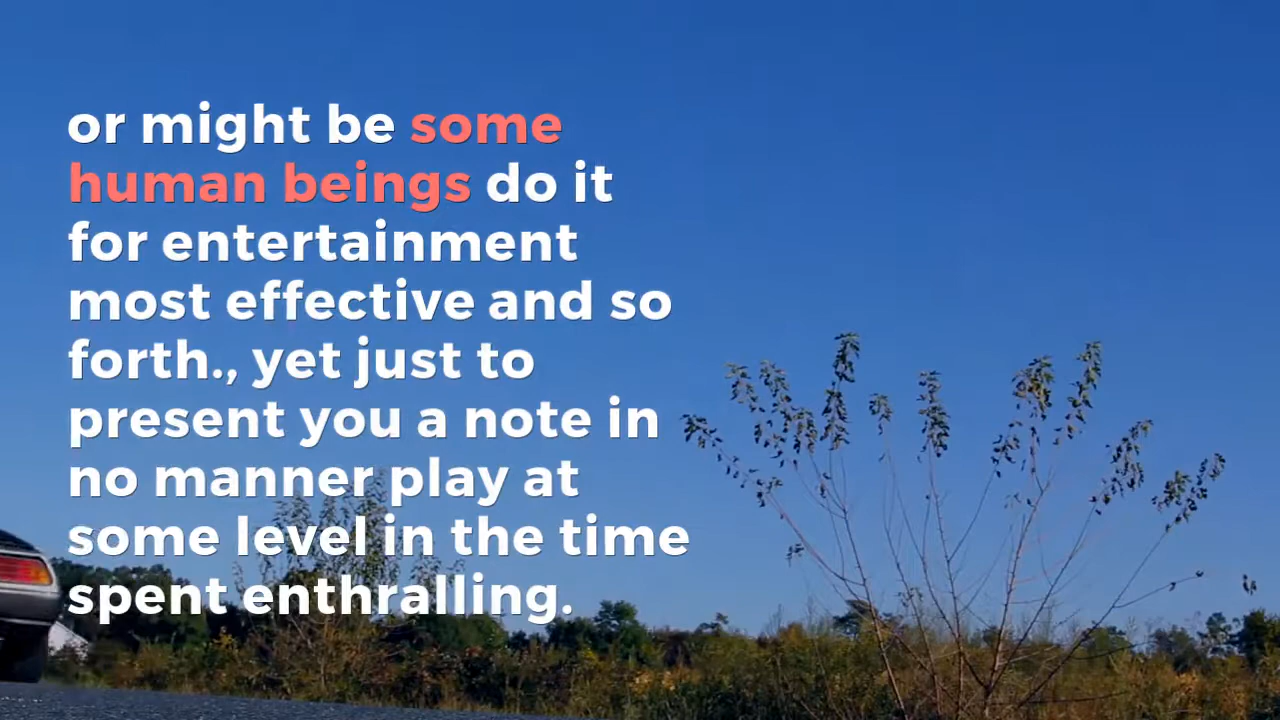 or might be some
human beings do it
for entertainment
most effective and so
forth., yet just to
present you a note in
no manner play at
some level in the time
spent enthralling.